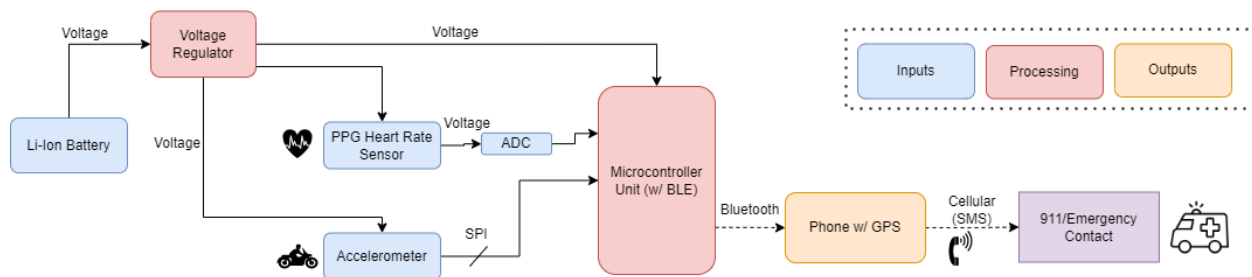 Voltage
Voltage
Regulator
Voltage
Inputs
Processing
Outputs
Li-Ion Battery
Voltage
PPG Heart Rate
Sensor
Voltage
ADC
Microcontroller
Unit (w/ BLE)
SPI
Accelerometer
Bluetooth
Phone w/ GPS
Cellular
(SMS)
911/Emergency
Contact